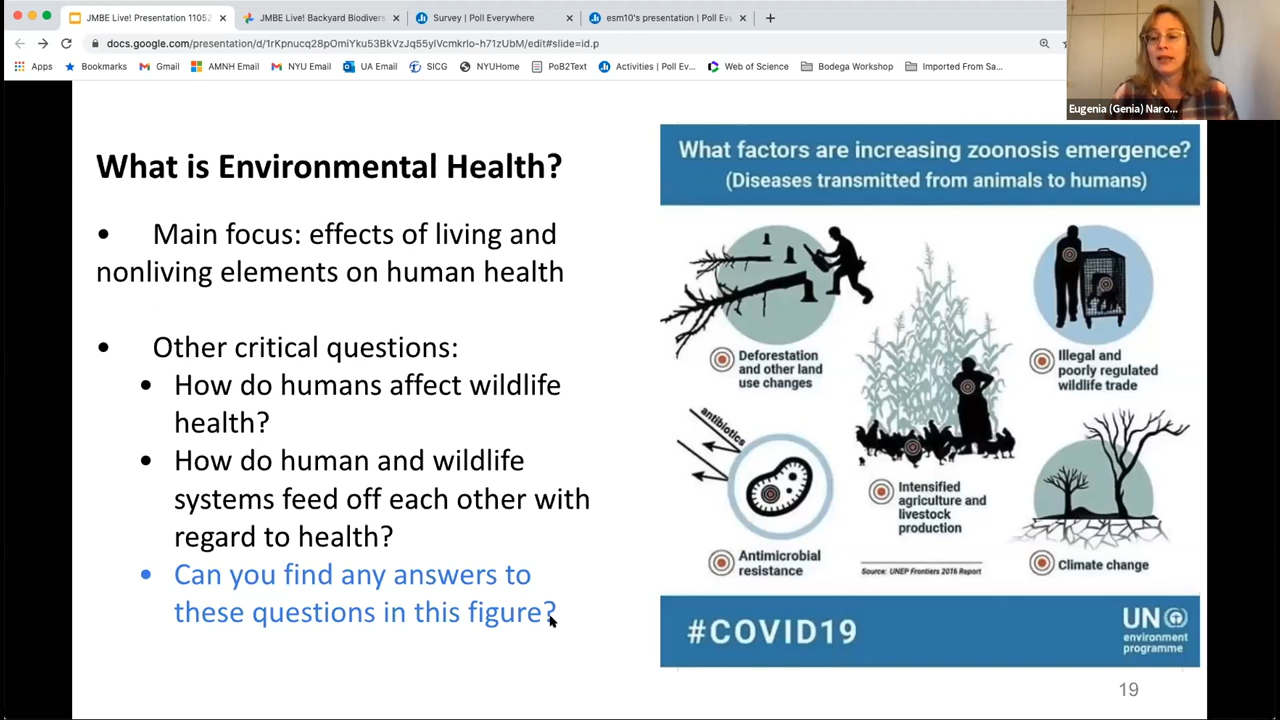 JMBE Live! Presentation 11052
JMBE Live! Backyard Biodivers
Survey | Poll Everywhere
esm10's presentation | Poll Eve
docs.google.com/presentation/d/1rKpnucq28pOmiYku53BkVzJq55ylVcmkrlo-h71zUbM/edit#slide=id.p
Apps
Bookmarks
Gmail
AMNH Email
NYU Email
UA Email
SICG
NYUHome
PoB2Text
Activities | Poll Ev...
Web of Science
Bodega Workshop
Imported From Sa...
Eugenia (Genia) Naro...
What is Environmental Health?
• Main focus: effects of living and
nonliving elements on human health
• Other critical questions:
• How do humans affect wildlife
health?
• How do human and wildlife
systems feed off each other with
regard to health?
• Can you find any answers to
these questions in this figure?
What factors are increasing zoonosis emergence?
(Diseases transmitted from animals to humans)
Deforestation
and other land
use changes
Illegal and
poorly regulated
wildlife trade
antibiotics
Intensified
agriculture and
livestock
production
Antimicrobial
resistance
Source: UNEP Frontiers 2016 Report
Climate change
#COVID19
UN
environment
programme
19